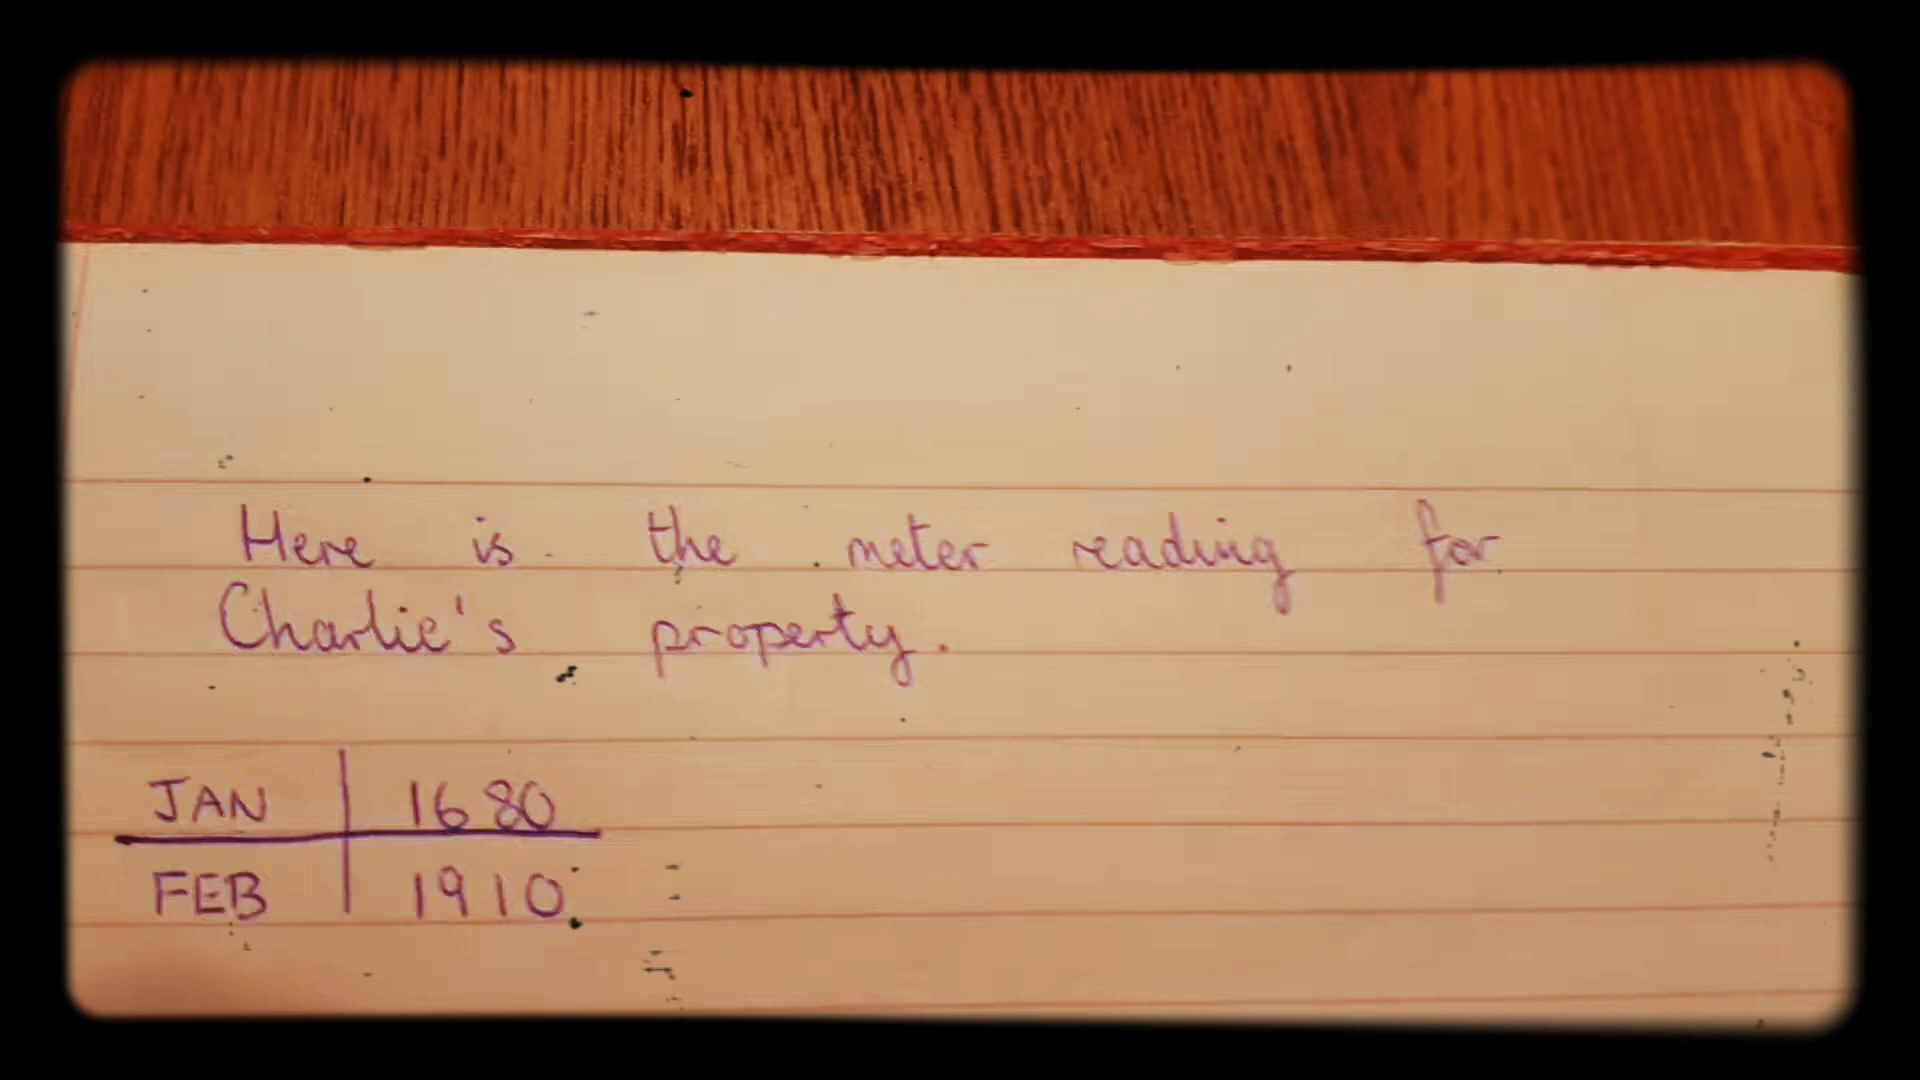 Here is the meter reading for
Charlie's property.
JAN 1680
FEB 1910